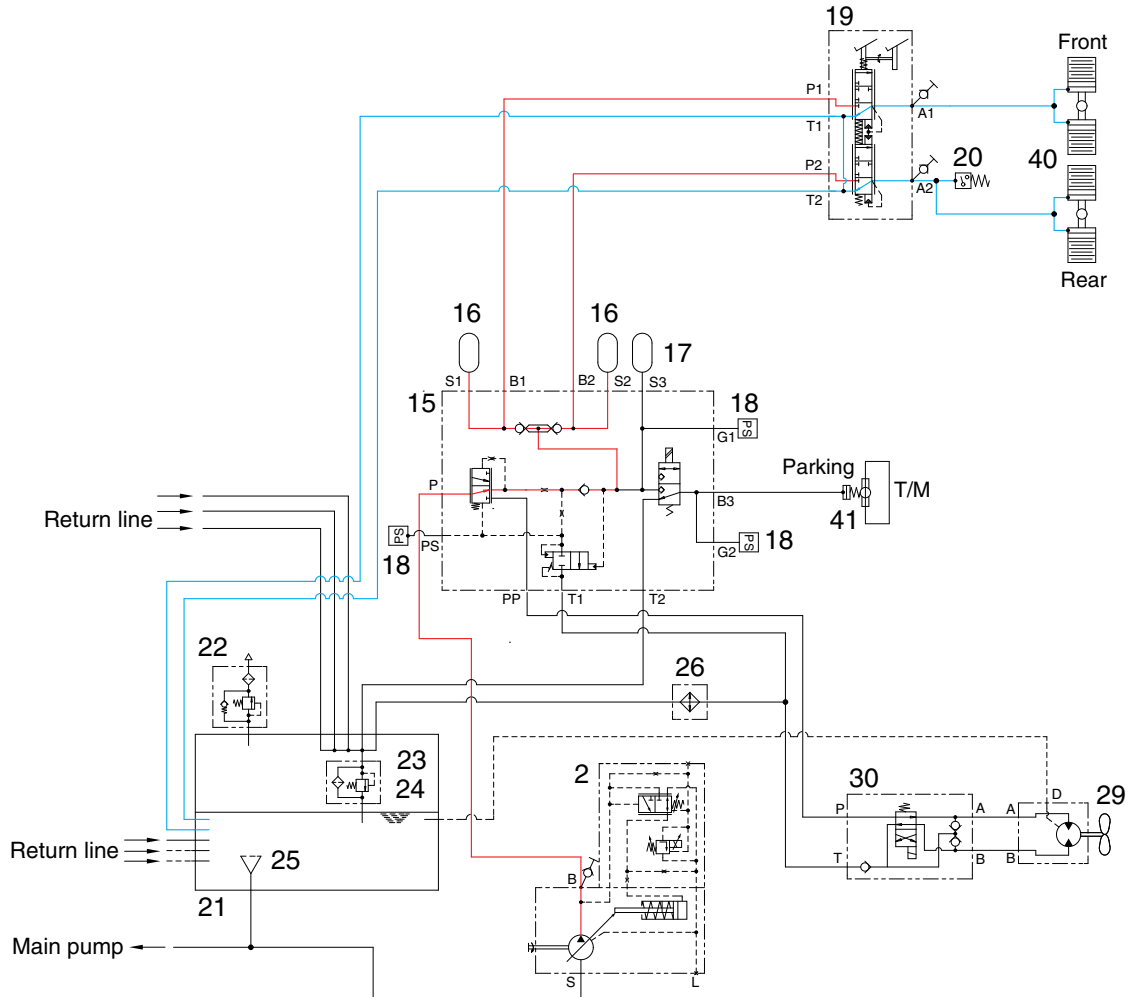 19
Front
P1
A1
T1
20
40
P2
A2
T2
Rear
16
16
17
S1
B1
B2
S2
S3
15
18
PS
G1
P
Parking
T/M
B3
41
Return line
PS
18
PS
PS
18
G2
PP
T1
T2
22
26
23
24
2
30
D
29
P
A
A
Return line
25
B
T
B
B
21
Main pump
S
L